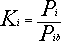 K_i = P_i / P_ib